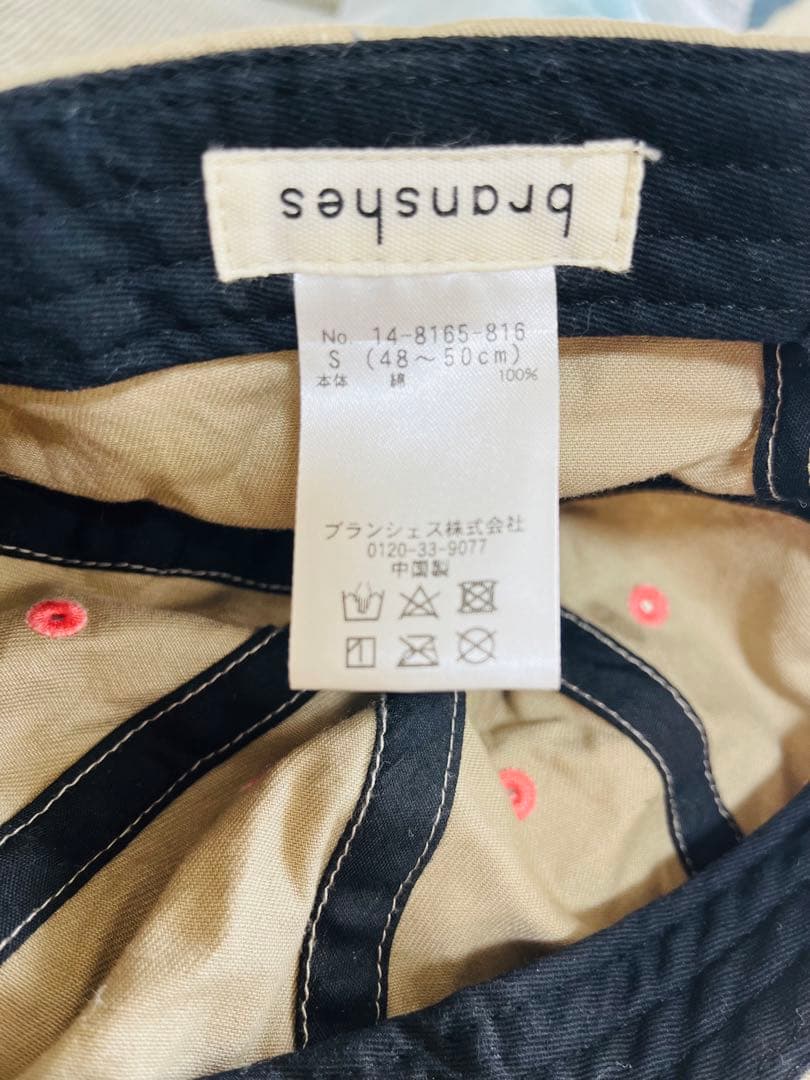 branshes
No. 14-8165-816
S (48～50cm)
本体 綿 100%
ブランシェス株式会社
0120-33-9077
中国製